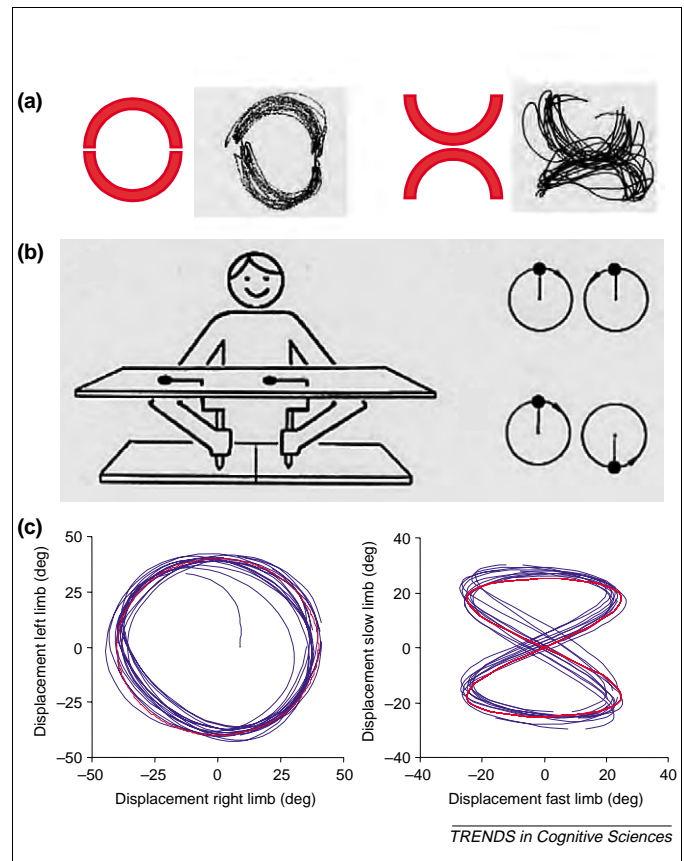 (a)
(b)
(c)
50
25
0
−25
−50
Displacement left limb (deg)
−50 −25 0 25 50
Displacement right limb (deg)
40
20
0
−20
−40
Displacement slow limb (deg)
−40 −20 0 20 40
Displacement fast limb (deg)
TRENDS in Cognitive Sciences